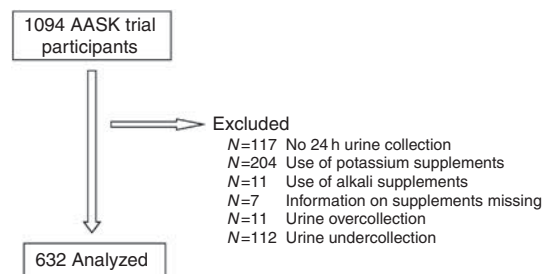 1094 AASK trial
participants
Excluded
N=117 No 24 h urine collection
N=204 Use of potassium supplements
N=11 Use of alkali supplements
N=7 Information on supplements missing
N=11 Urine overcollection
N=112 Urine undercollection
632 Analyzed